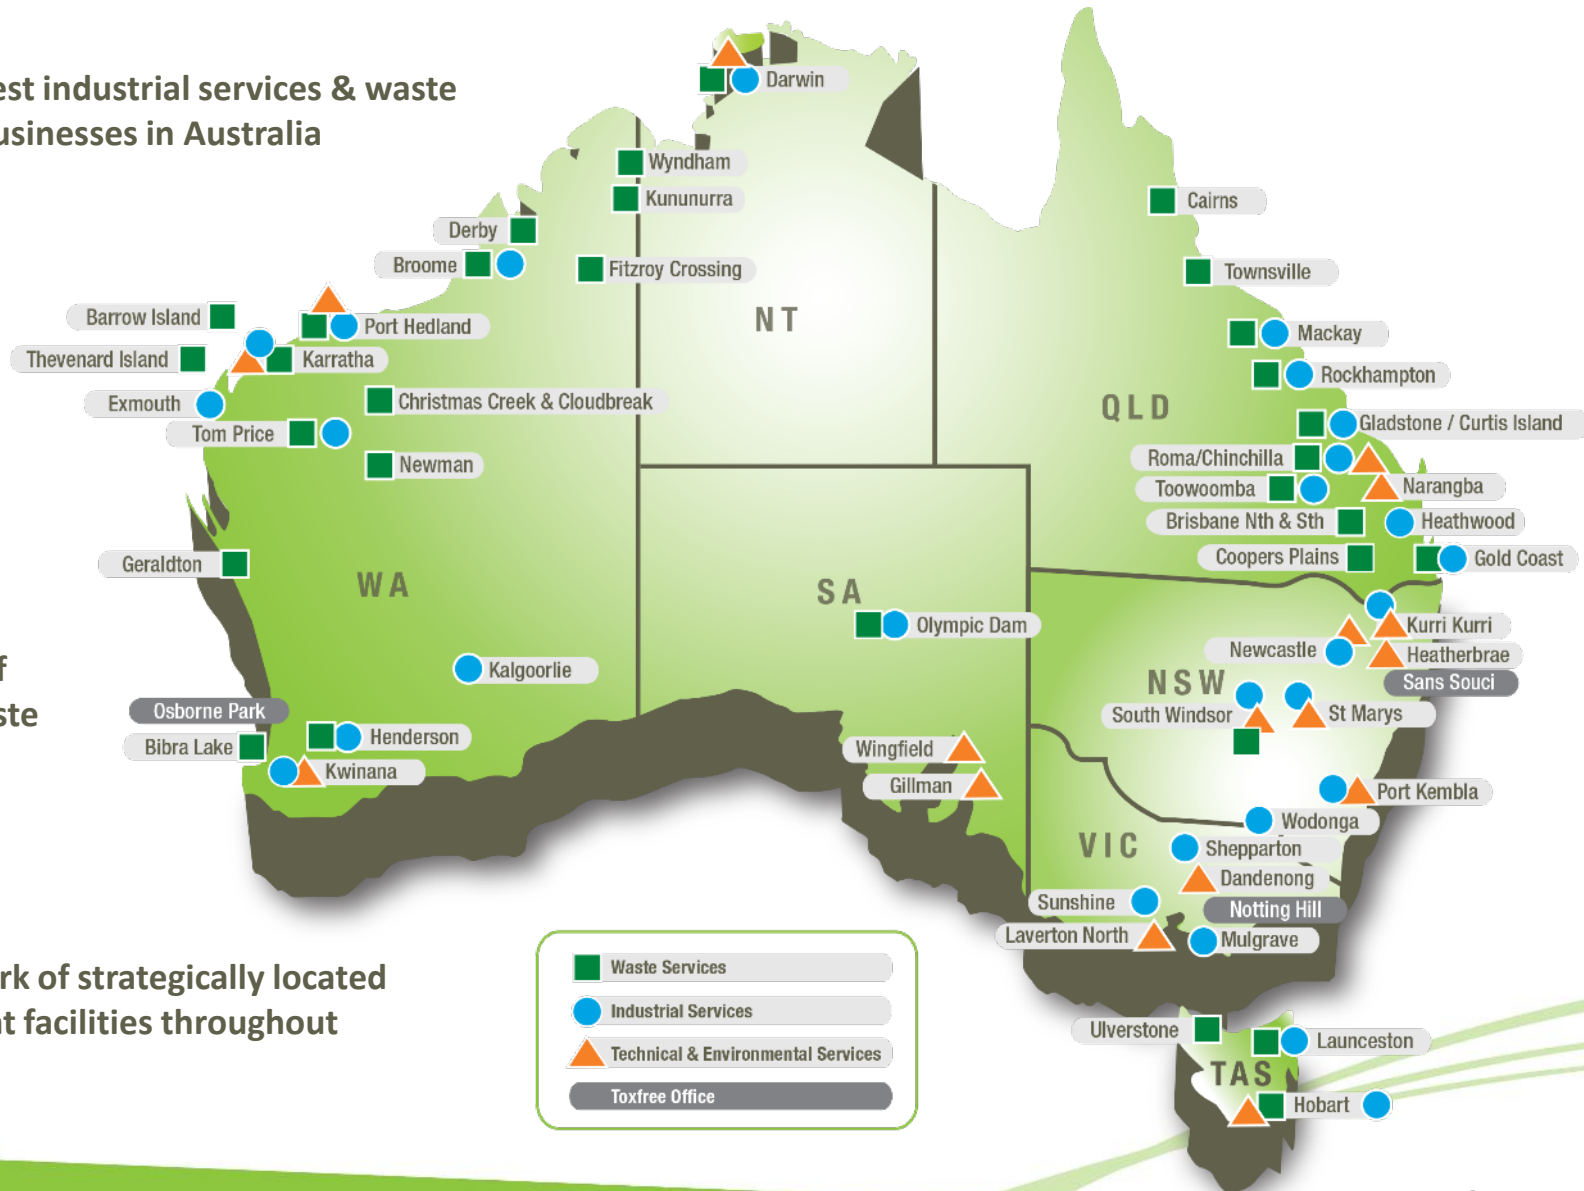 est industrial services & waste
usinesses in Australia
Darwin
Wyndham
Kununurra
Cairns
Derby
Broome
Fitzroy Crossing
Townsville
Barrow Island
Port Hedland
NT
Mackay
Thevenard Island
Karratha
Rockhampton
Exmouth
Christmas Creek & Cloudbreak
QLD
Tom Price
Gladstone / Curtis Island
Newman
Roma/Chinchilla
Toowoomba
Narangba
Brisbane Nth & Sth
Heathwood
Geraldton
Coopers Plains
Gold Coast
WA
SA
Olympic Dam
Kurri Kurri
Newcastle
Heatherbrae
f
Kalgoorlie
NSW
Sans Souci
ste
Osborne Park
South Windsor
St Marys
Bibra Lake
Henderson
Wingfield
Kwinana
Gillman
Port Kembla
Wodonga
VIC
Shepparton
Dandenong
Sunshine
Notting Hill
Laverton North
Mulgrave
rk of strategically located
nt facilities throughout
Waste Services
Industrial Services
Technical & Environmental Services
Toxfree Office
Ulverstone
Launceston
TAS
Hobart